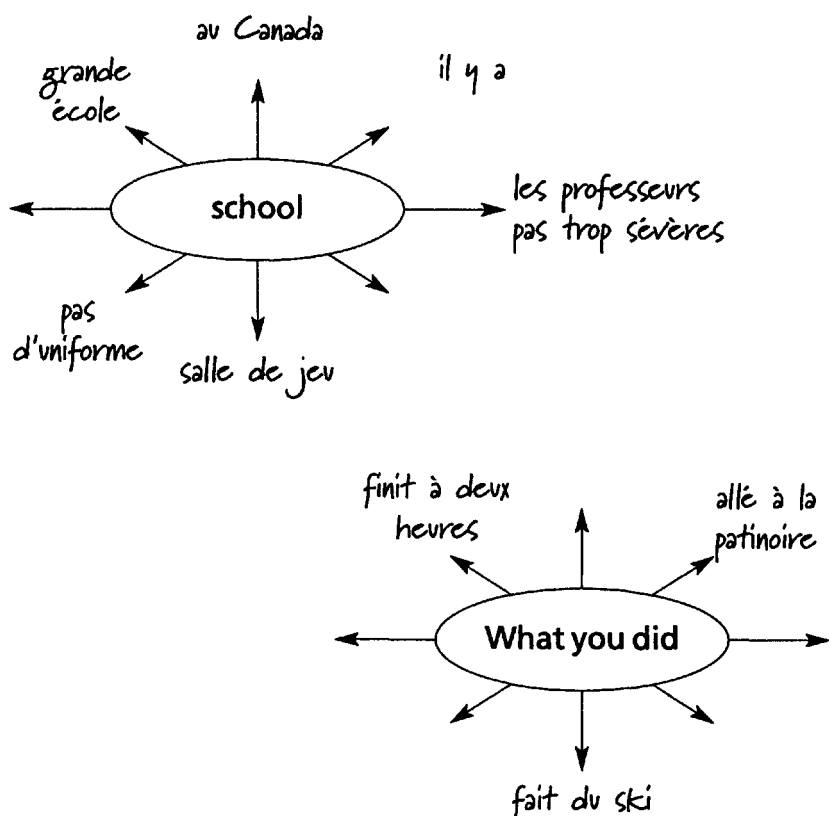 au Canada
grande
école
il y a
school
les professeurs
pas trop sévères
pas
d'uniforme
salle de jeu
finit à deux
heures
allé à la
patinoire
What you did
fait du ski